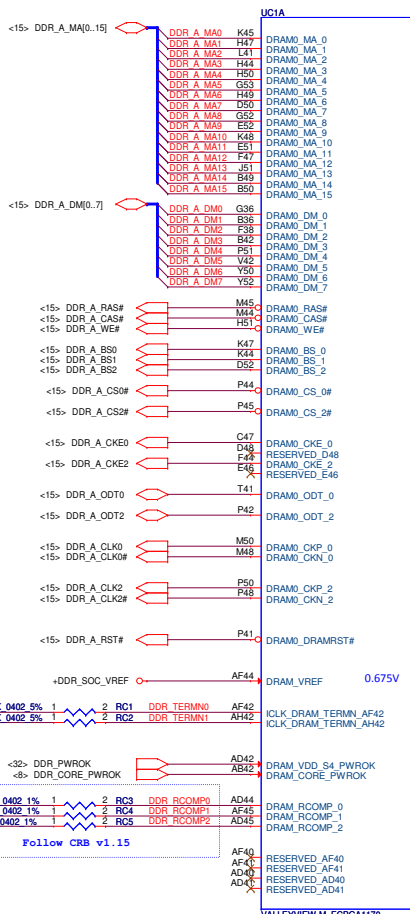 UC1A
<15> DDR_A_MA[0..15]
DDR_A_MA0 K45 DRAM0_MA_0
DDR_A_MA1 H47 DRAM0_MA_1
DDR_A_MA2 L41 DRAM0_MA_2
DDR_A_MA3 H44 DRAM0_MA_3
DDR_A_MA4 H50 DRAM0_MA_4
DDR_A_MA5 G53 DRAM0_MA_5
DDR_A_MA6 H49 DRAM0_MA_6
DDR_A_MA7 D50 DRAM0_MA_7
DDR_A_MA8 G52 DRAM0_MA_8
DDR_A_MA9 E52 DRAM0_MA_9
DDR_A_MA10 K48 DRAM0_MA_10
DDR_A_MA11 E51 DRAM0_MA_11
DDR_A_MA12 F47 DRAM0_MA_12
DDR_A_MA13 J51 DRAM0_MA_13
DDR_A_MA14 B49 DRAM0_MA_14
DDR_A_MA15 B50 DRAM0_MA_15
<15> DDR_A_DM[0..7]
DDR_A_DM0 G36 DRAM0_DM_0
DDR_A_DM1 B36 DRAM0_DM_1
DDR_A_DM2 F38 DRAM0_DM_2
DDR_A_DM3 B42 DRAM0_DM_3
DDR_A_DM4 P51 DRAM0_DM_4
DDR_A_DM5 V42 DRAM0_DM_5
DDR_A_DM6 Y50 DRAM0_DM_6
DDR_A_DM7 Y52 DRAM0_DM_7
<15> DDR_A_RAS# M45 DRAM0_RAS#
<15> DDR_A_CAS# M44 DRAM0_CAS#
<15> DDR_A_WE# H51 DRAM0_WE#
<15> DDR_A_BS0 K47 DRAM0_BS_0
<15> DDR_A_BS1 K44 DRAM0_BS_1
<15> DDR_A_BS2 D52 DRAM0_BS_2
<15> DDR_A_CS0# P44 DRAM0_CS_0#
<15> DDR_A_CS2# P45 DRAM0_CS_2#
<15> DDR_A_CKE0 C47 DRAM0_CKE_0
D48 RESERVED_D48
<15> DDR_A_CKE2 F44 DRAM0_CKE_2
E46 RESERVED_E46
<15> DDR_A_ODT0 T41 DRAM0_ODT_0
<15> DDR_A_ODT2 P42 DRAM0_ODT_2
<15> DDR_A_CLK0 M50 DRAM0_CKP_0
<15> DDR_A_CLK0# M48 DRAM0_CKN_0
<15> DDR_A_CLK2 P50 DRAM0_CKP_2
<15> DDR_A_CLK2# P48 DRAM0_CKN_2
<15> DDR_A_RST# P41 DRAM0_DRAMRST#
+DDR_SOC_VREF AF44 DRAM_VREF 0.675V
0402_5% 1 2 RC1 DDR_TERMN0 AF42 ICLK_DRAM_TERMN_AF42
0402_5% 1 2 RC2 DDR_TERMN1 AH42 ICLK_DRAM_TERMN_AH42
<32> DDR_PWROK AD42 DRAM_VDD_S4_PWROK
<8> DDR_CORE_PWROK AB42 DRAM_CORE_PWROK
0402_1% 1 2 RC3 DDR_RCOMP0 AD44 DRAM_RCOMP_0
0402_1% 1 2 RC4 DDR_RCOMP1 AF45 DRAM_RCOMP_1
0402_1% 1 2 RC5 DDR_RCOMP2 AD45 DRAM_RCOMP_2
Follow CRB v1.15
AF40 RESERVED_AF40
AF41 RESERVED_AF41
AD40 RESERVED_AD40
AD41 RESERVED_AD41